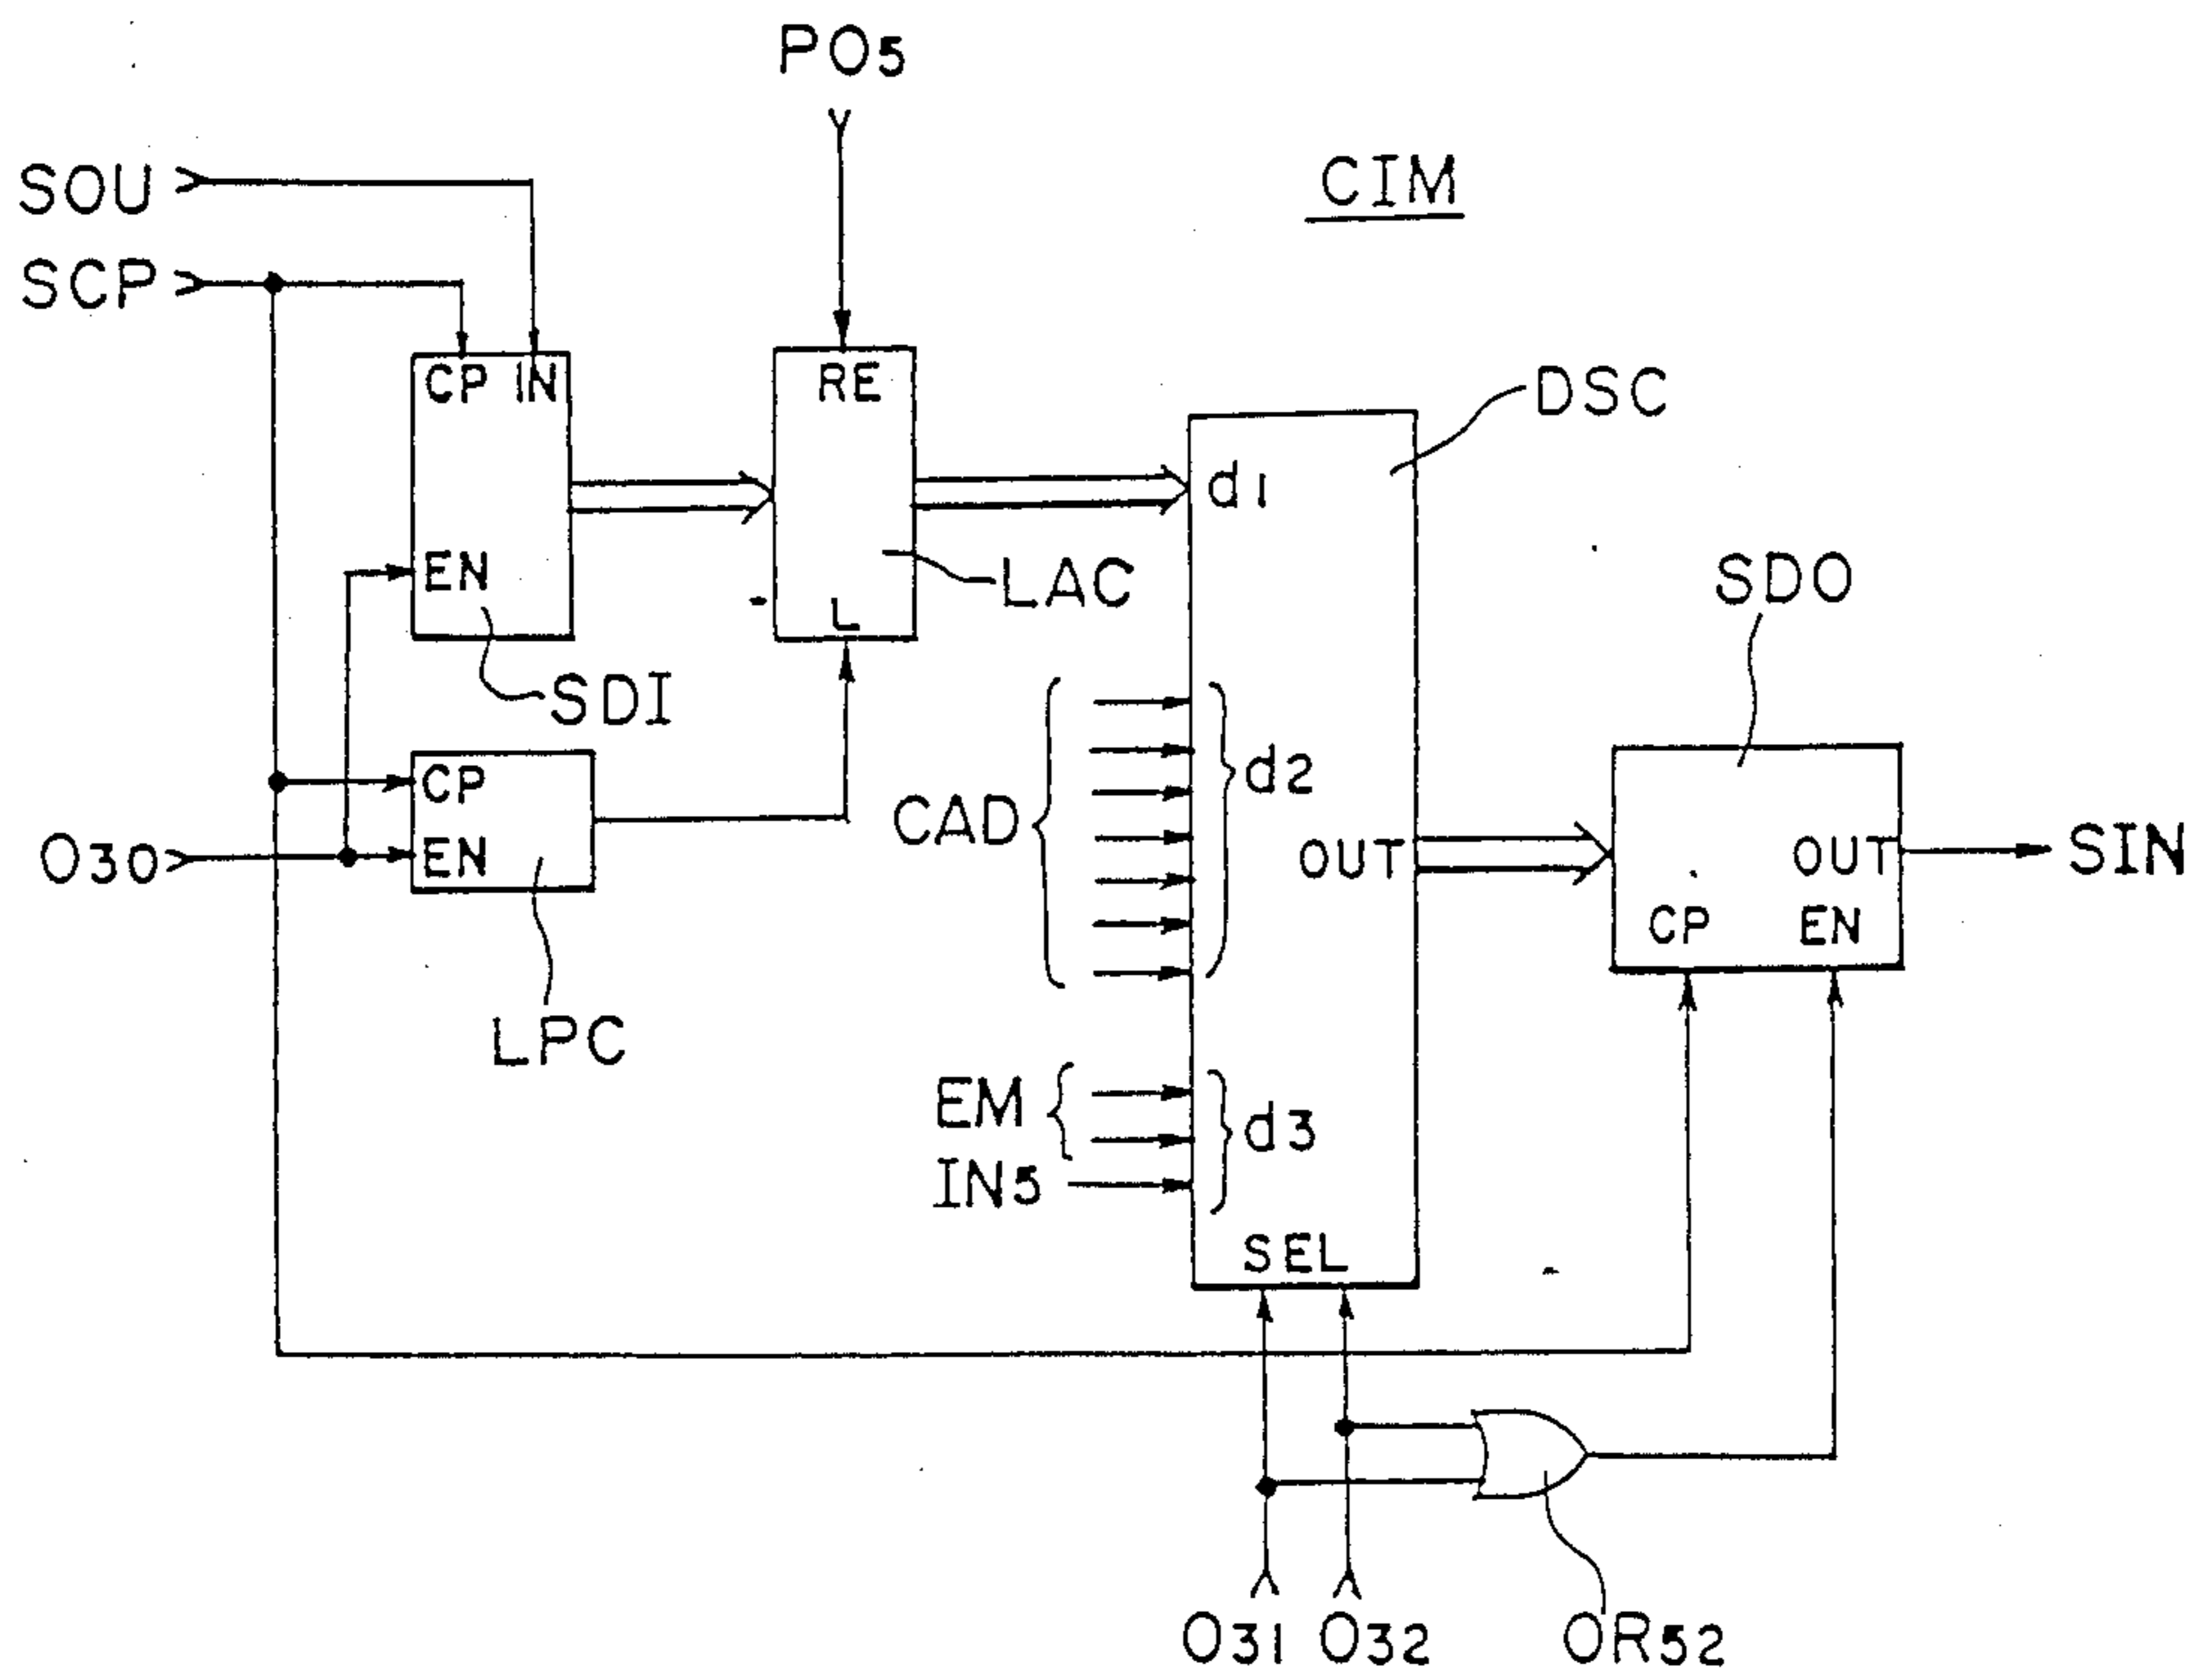 PO5
CIM
SOU
SCP
CP IN
RE
DSC
d1
EN
LAC
L
SDO
SDI
CP
d2
CAD
OUT
OUT
SIN
O30
EN
CP
EN
LPC
EM
d3
IN5
SEL
O31
O32
OR52